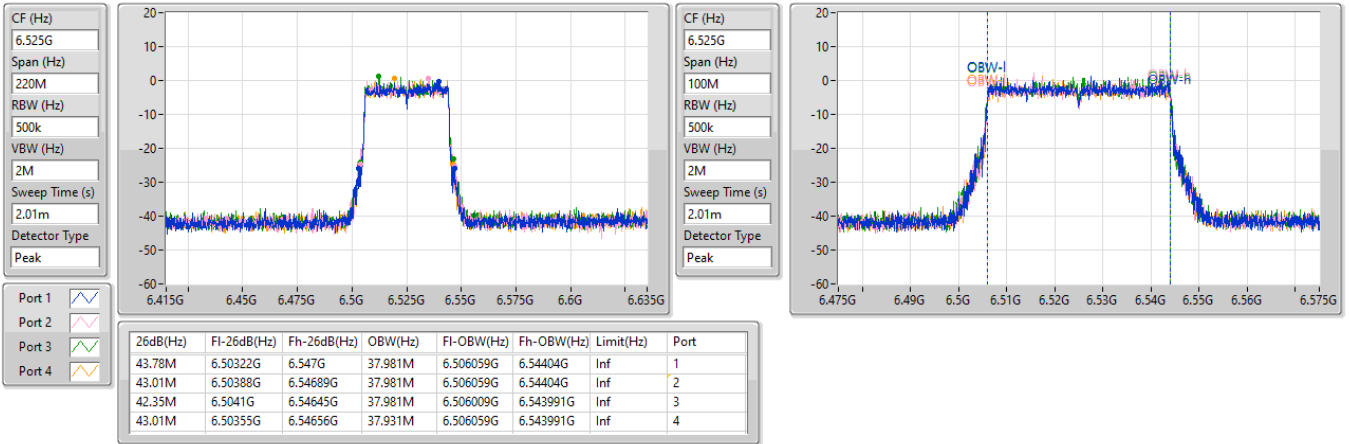 CF (Hz)
6.525G
Span (Hz)
220M
RBW (Hz)
500k
VBW (Hz)
2M
Sweep Time (s)
2.01m
Detector Type
Peak
20
10
0
-10
-20
-30
-40
-50
-60
6.415G 6.45G 6.475G 6.5G 6.525G 6.55G 6.575G 6.6G 6.635G
CF (Hz)
6.525G
Span (Hz)
100M
RBW (Hz)
500k
VBW (Hz)
2M
Sweep Time (s)
2.01m
Detector Type
Peak
20
10
0
-10
-20
-30
-40
-50
-60
OBW-l
OBW-h
6.475G 6.49G 6.5G 6.51G 6.52G 6.53G 6.54G 6.55G 6.56G 6.575G
Port 1
Port 2
Port 3
Port 4
26dB(Hz) Fl-26dB(Hz) Fh-26dB(Hz) OBW(Hz) Fl-OBW(Hz) Fh-OBW(Hz) Limit(Hz) Port
43.78M 6.50322G 6.547G 37.981M 6.506059G 6.54404G Inf 1
43.01M 6.50388G 6.54689G 37.981M 6.506059G 6.54404G Inf 2
42.35M 6.5041G 6.54645G 37.981M 6.506009G 6.543991G Inf 3
43.01M 6.50355G 6.54656G 37.931M 6.506059G 6.543991G Inf 4